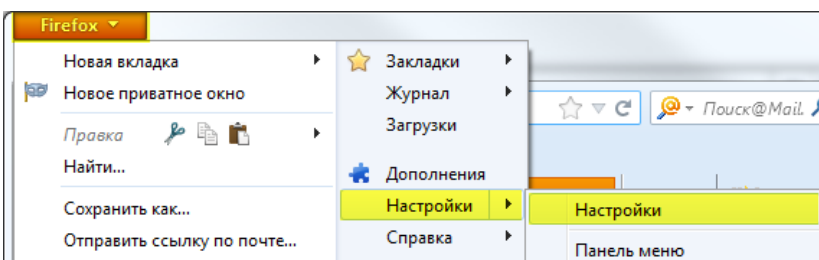 Firefox
Новая вкладка
Новое приватное окно
Правка
Найти...
Сохранить как...
Отправить ссылку по почте...
Закладки
Журнал
Загрузки
Дополнения
Настройки
Справка
Настройки
Панель меню
Поиск@Mail.